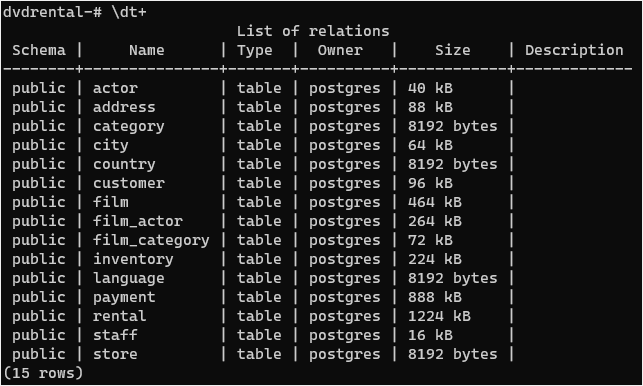 dvdrental-# \dt+
                          List of relations
 Schema |     Name      | Type  |  Owner   |    Size    | Description
--------+---------------+-------+----------+------------+-------------
 public | actor         | table | postgres | 40 kB      |
 public | address       | table | postgres | 88 kB      |
 public | category      | table | postgres | 8192 bytes |
 public | city          | table | postgres | 64 kB      |
 public | country       | table | postgres | 8192 bytes |
 public | customer      | table | postgres | 96 kB      |
 public | film          | table | postgres | 464 kB     |
 public | film_actor    | table | postgres | 264 kB     |
 public | film_category | table | postgres | 72 kB      |
 public | inventory     | table | postgres | 224 kB     |
 public | language      | table | postgres | 8192 bytes |
 public | payment       | table | postgres | 888 kB     |
 public | rental        | table | postgres | 1224 kB    |
 public | staff         | table | postgres | 16 kB      |
 public | store         | table | postgres | 8192 bytes |
(15 rows)